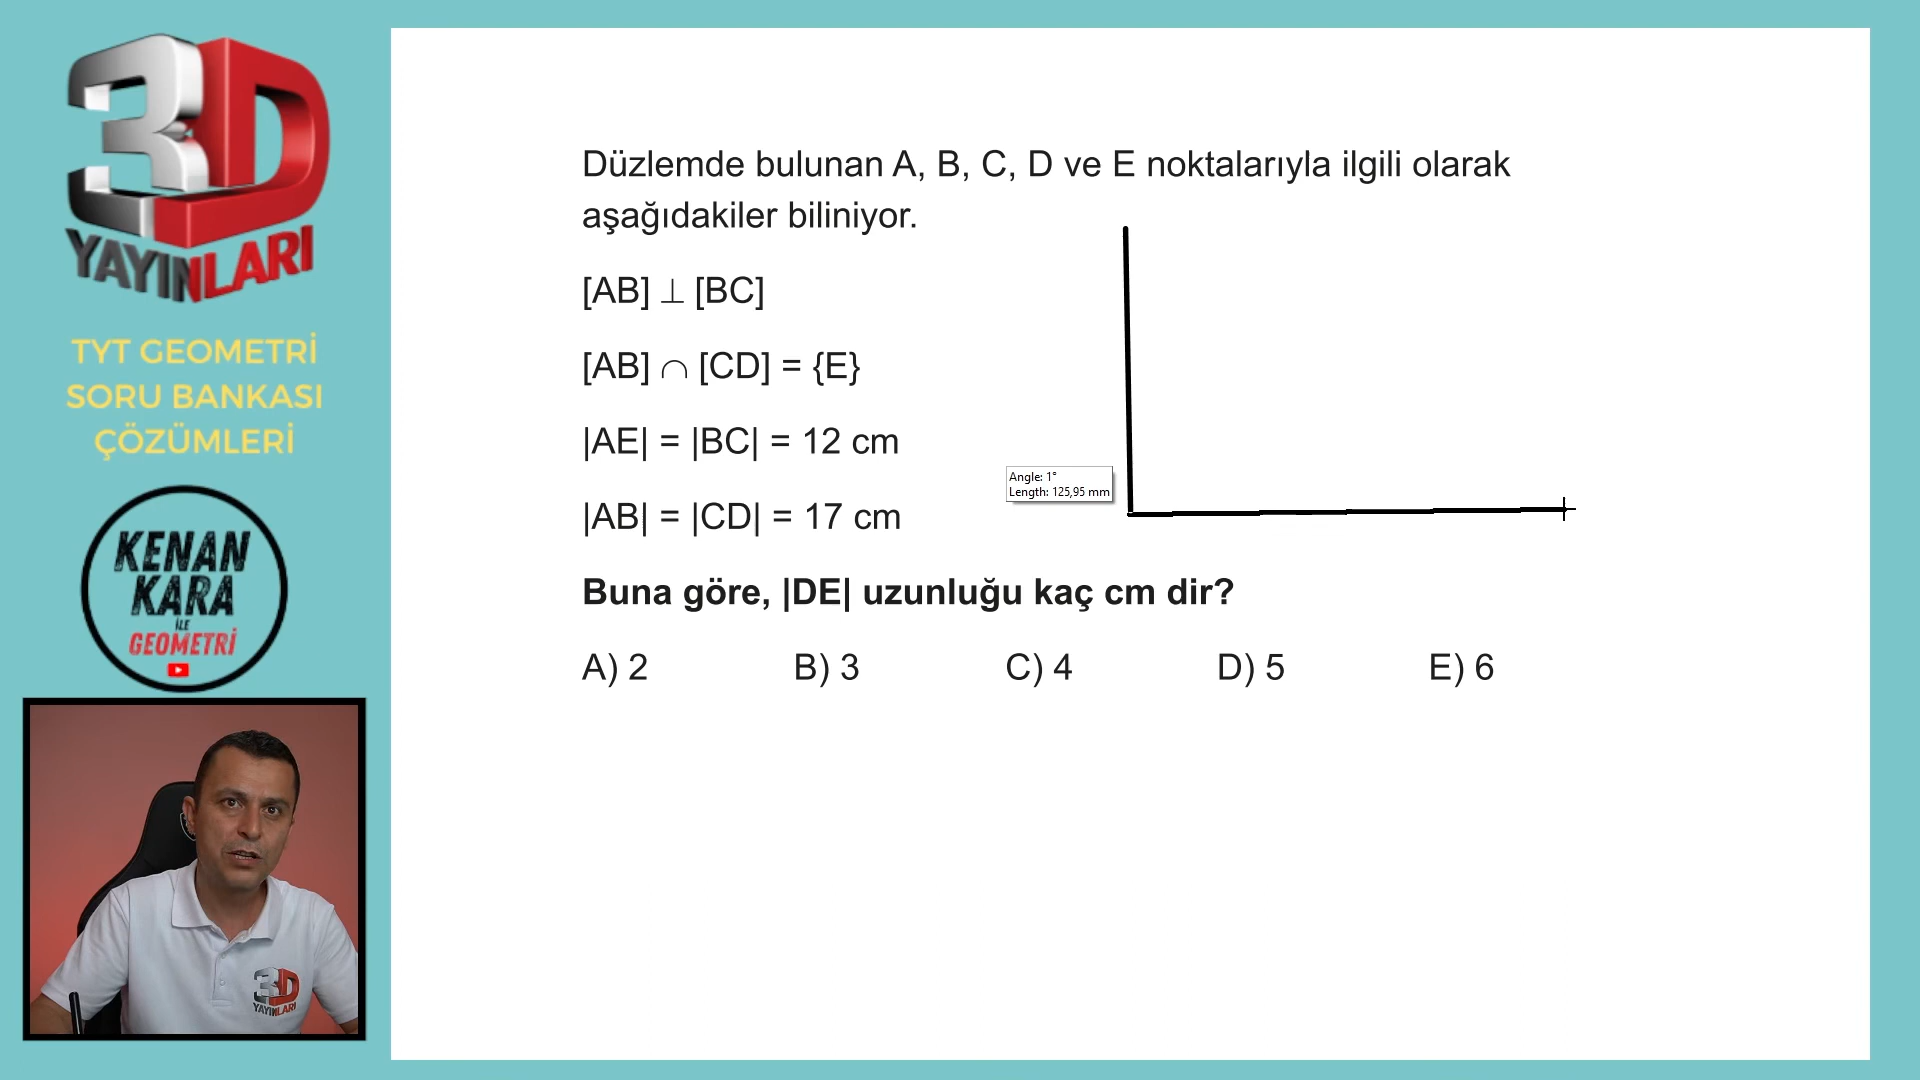 3D
YAYINLARI
TYT GEOMETRİ
SORU BANKASI
ÇÖZÜMLERİ
KENAN
KARA
İLE
GEOMETRİ
3D
YAYINLARI
Düzlemde bulunan A, B, C, D ve E noktalarıyla ilgili olarak
aşağıdakiler biliniyor.
[AB] ⊥ [BC]
[AB] ∩ [CD] = {E}
|AE| = |BC| = 12 cm
|AB| = |CD| = 17 cm
Angle: 1°
Length: 125,95 mm
Buna göre, |DE| uzunluğu kaç cm dir?
A) 2 B) 3 C) 4 D) 5 E) 6